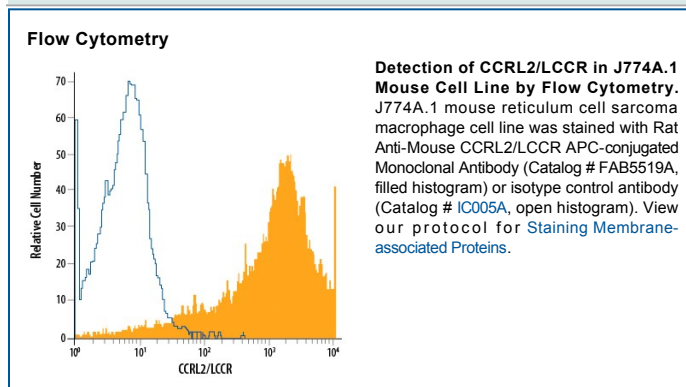 Flow Cytometry
Detection of CCRL2/LCCR in J774A.1
Mouse Cell Line by Flow Cytometry.
J774A.1 mouse reticulum cell sarcoma
macrophage cell line was stained with Rat
Anti-Mouse CCRL2/LCCR APC-conjugated
Monoclonal Antibody (Catalog # FAB5519A,
filled histogram) or isotype control antibody
(Catalog # IC005A, open histogram). View
our protocol for Staining Membrane-
associated Proteins.
Relative Cell Number
70
60
50
40
30
20
10
0
10⁰ 10¹ 10² 10³ 10⁴
CCRL2/LCCR